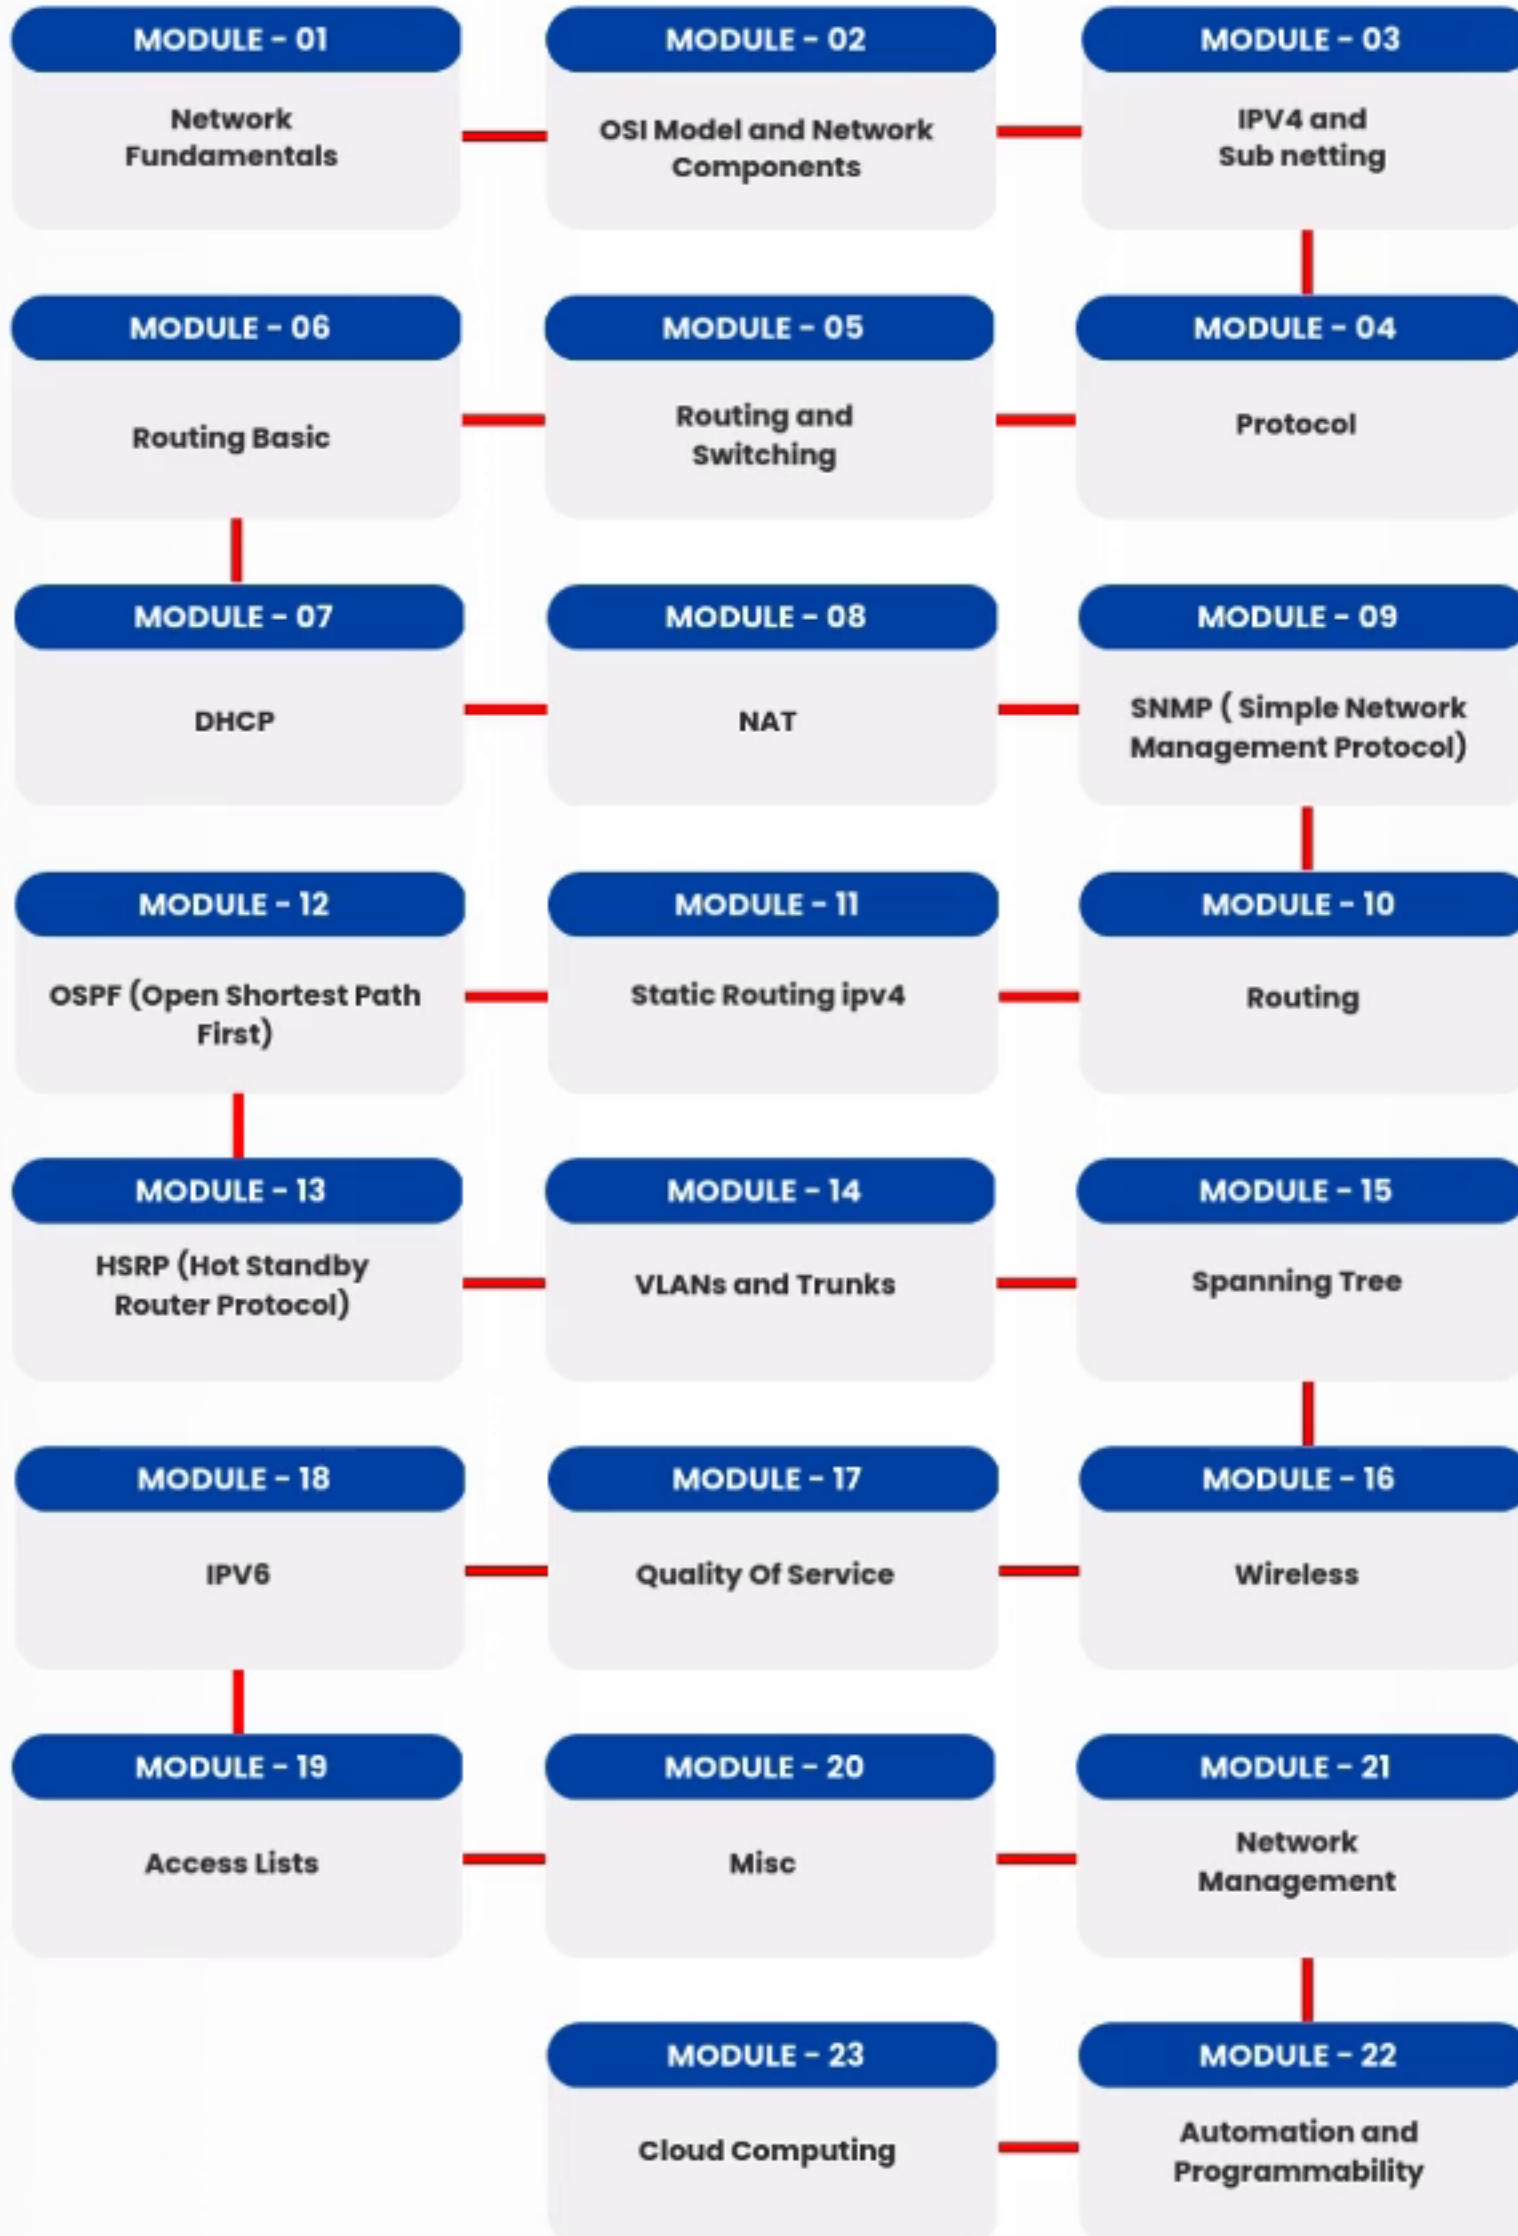 MODULE - 01
Network
Fundamentals
MODULE - 02
OSI Model and Network
Components
MODULE - 03
IPV4 and
Sub netting
MODULE - 04
Protocol
MODULE - 05
Routing and
Switching
MODULE - 06
Routing Basic
MODULE - 07
DHCP
MODULE - 08
NAT
MODULE - 09
SNMP ( Simple Network
Management Protocol)
MODULE - 10
Routing
MODULE - 11
Static Routing ipv4
MODULE - 12
OSPF (Open Shortest Path
First)
MODULE - 13
HSRP (Hot Standby
Router Protocol)
MODULE - 14
VLANs and Trunks
MODULE - 15
Spanning Tree
MODULE - 16
Wireless
MODULE - 17
Quality Of Service
MODULE - 18
IPV6
MODULE - 19
Access Lists
MODULE - 20
Misc
MODULE - 21
Network
Management
MODULE - 22
Automation and
Programmability
MODULE - 23
Cloud Computing